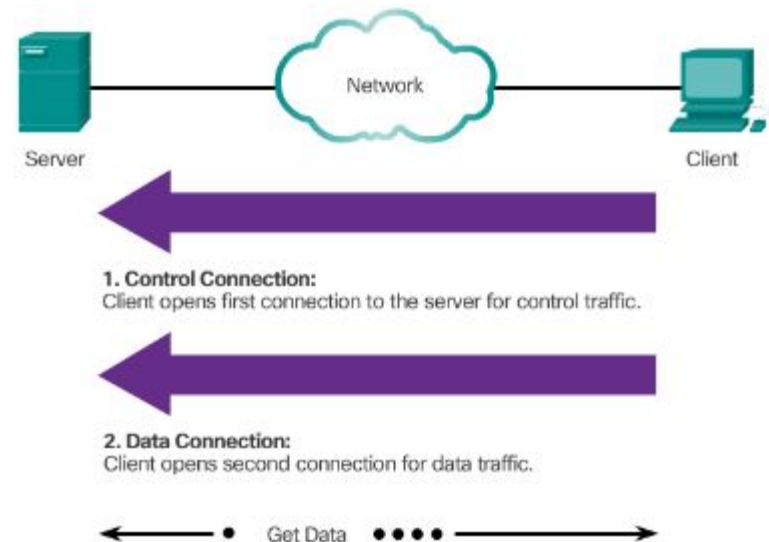 Network
Server
Client
1. Control Connection:
Client opens first connection to the server for control traffic.
2. Data Connection:
Client opens second connection for data traffic.
Get Data